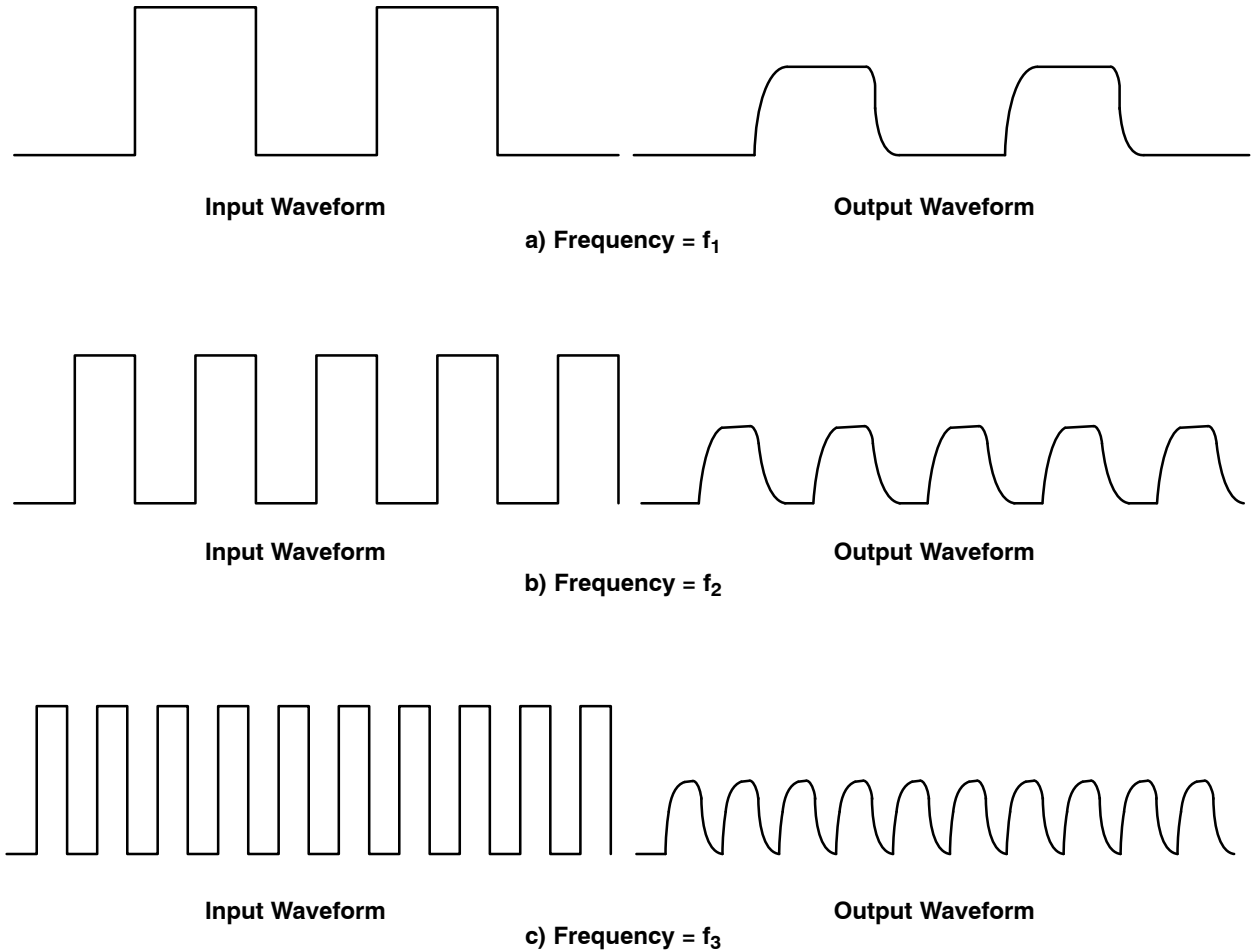 Input Waveform
Output Waveform
a) Frequency = f₁
Input Waveform
Output Waveform
b) Frequency = f₂
Input Waveform
Output Waveform
c) Frequency = f₃